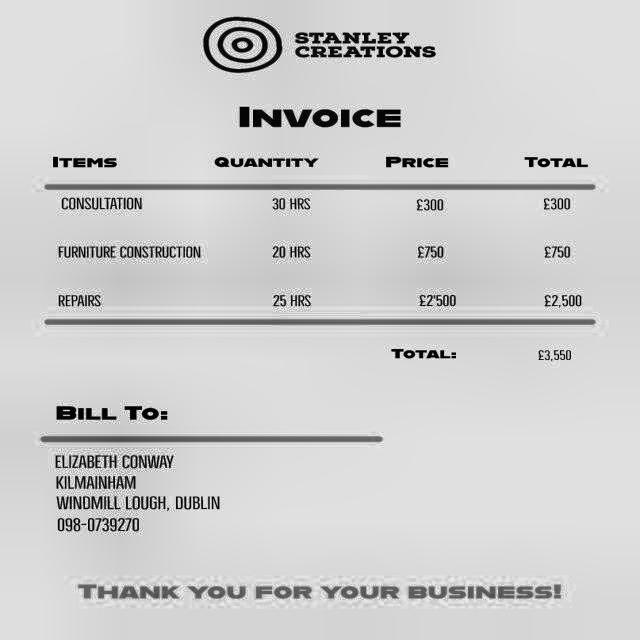 STANLEY
CREATIONS
INVOICE
ITEMS QUANTITY PRICE TOTAL
CONSULTATION 30 HRS £300 £300
FURNITURE CONSTRUCTION 20 HRS £750 £750
REPAIRS 25 HRS £2'500 £2,500
TOTAL: £3,550
BILL TO:
ELIZABETH CONWAY
KILMAINHAM
WINDMILL LOUGH, DUBLIN
098-0739270
THANK YOU FOR YOUR BUSINESS!